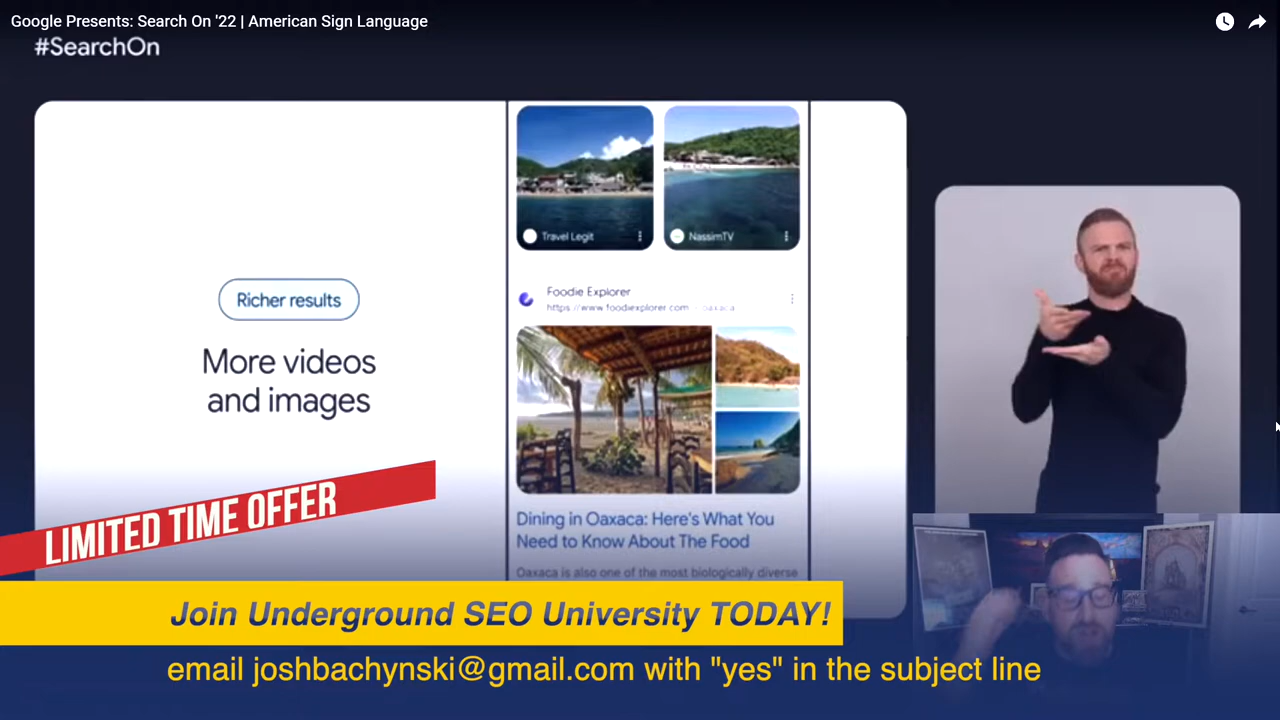 Google Presents: Search On '22 | American Sign Language
#SearchOn
Travel Legit
NassimTV
Richer results
More videos
and images
Foodie Explorer
https://www.foodiexplorer.com › oaxaca
Dining in Oaxaca: Here's What You
Need to Know About The Food
Oaxaca is also one of the most biologically diverse
LIMITED TIME OFFER
Join Underground SEO University TODAY!
email joshbachynski@gmail.com with "yes" in the subject line